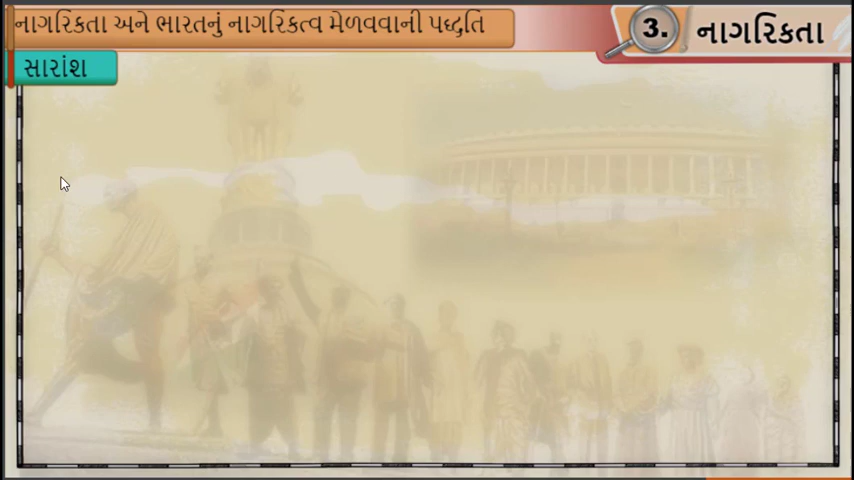 નાગરિકતા અને ભારતનું નાગરિકત્વ મેળવવાની પદ્ધતિ
3. નાગરિકતા
સારાંશ